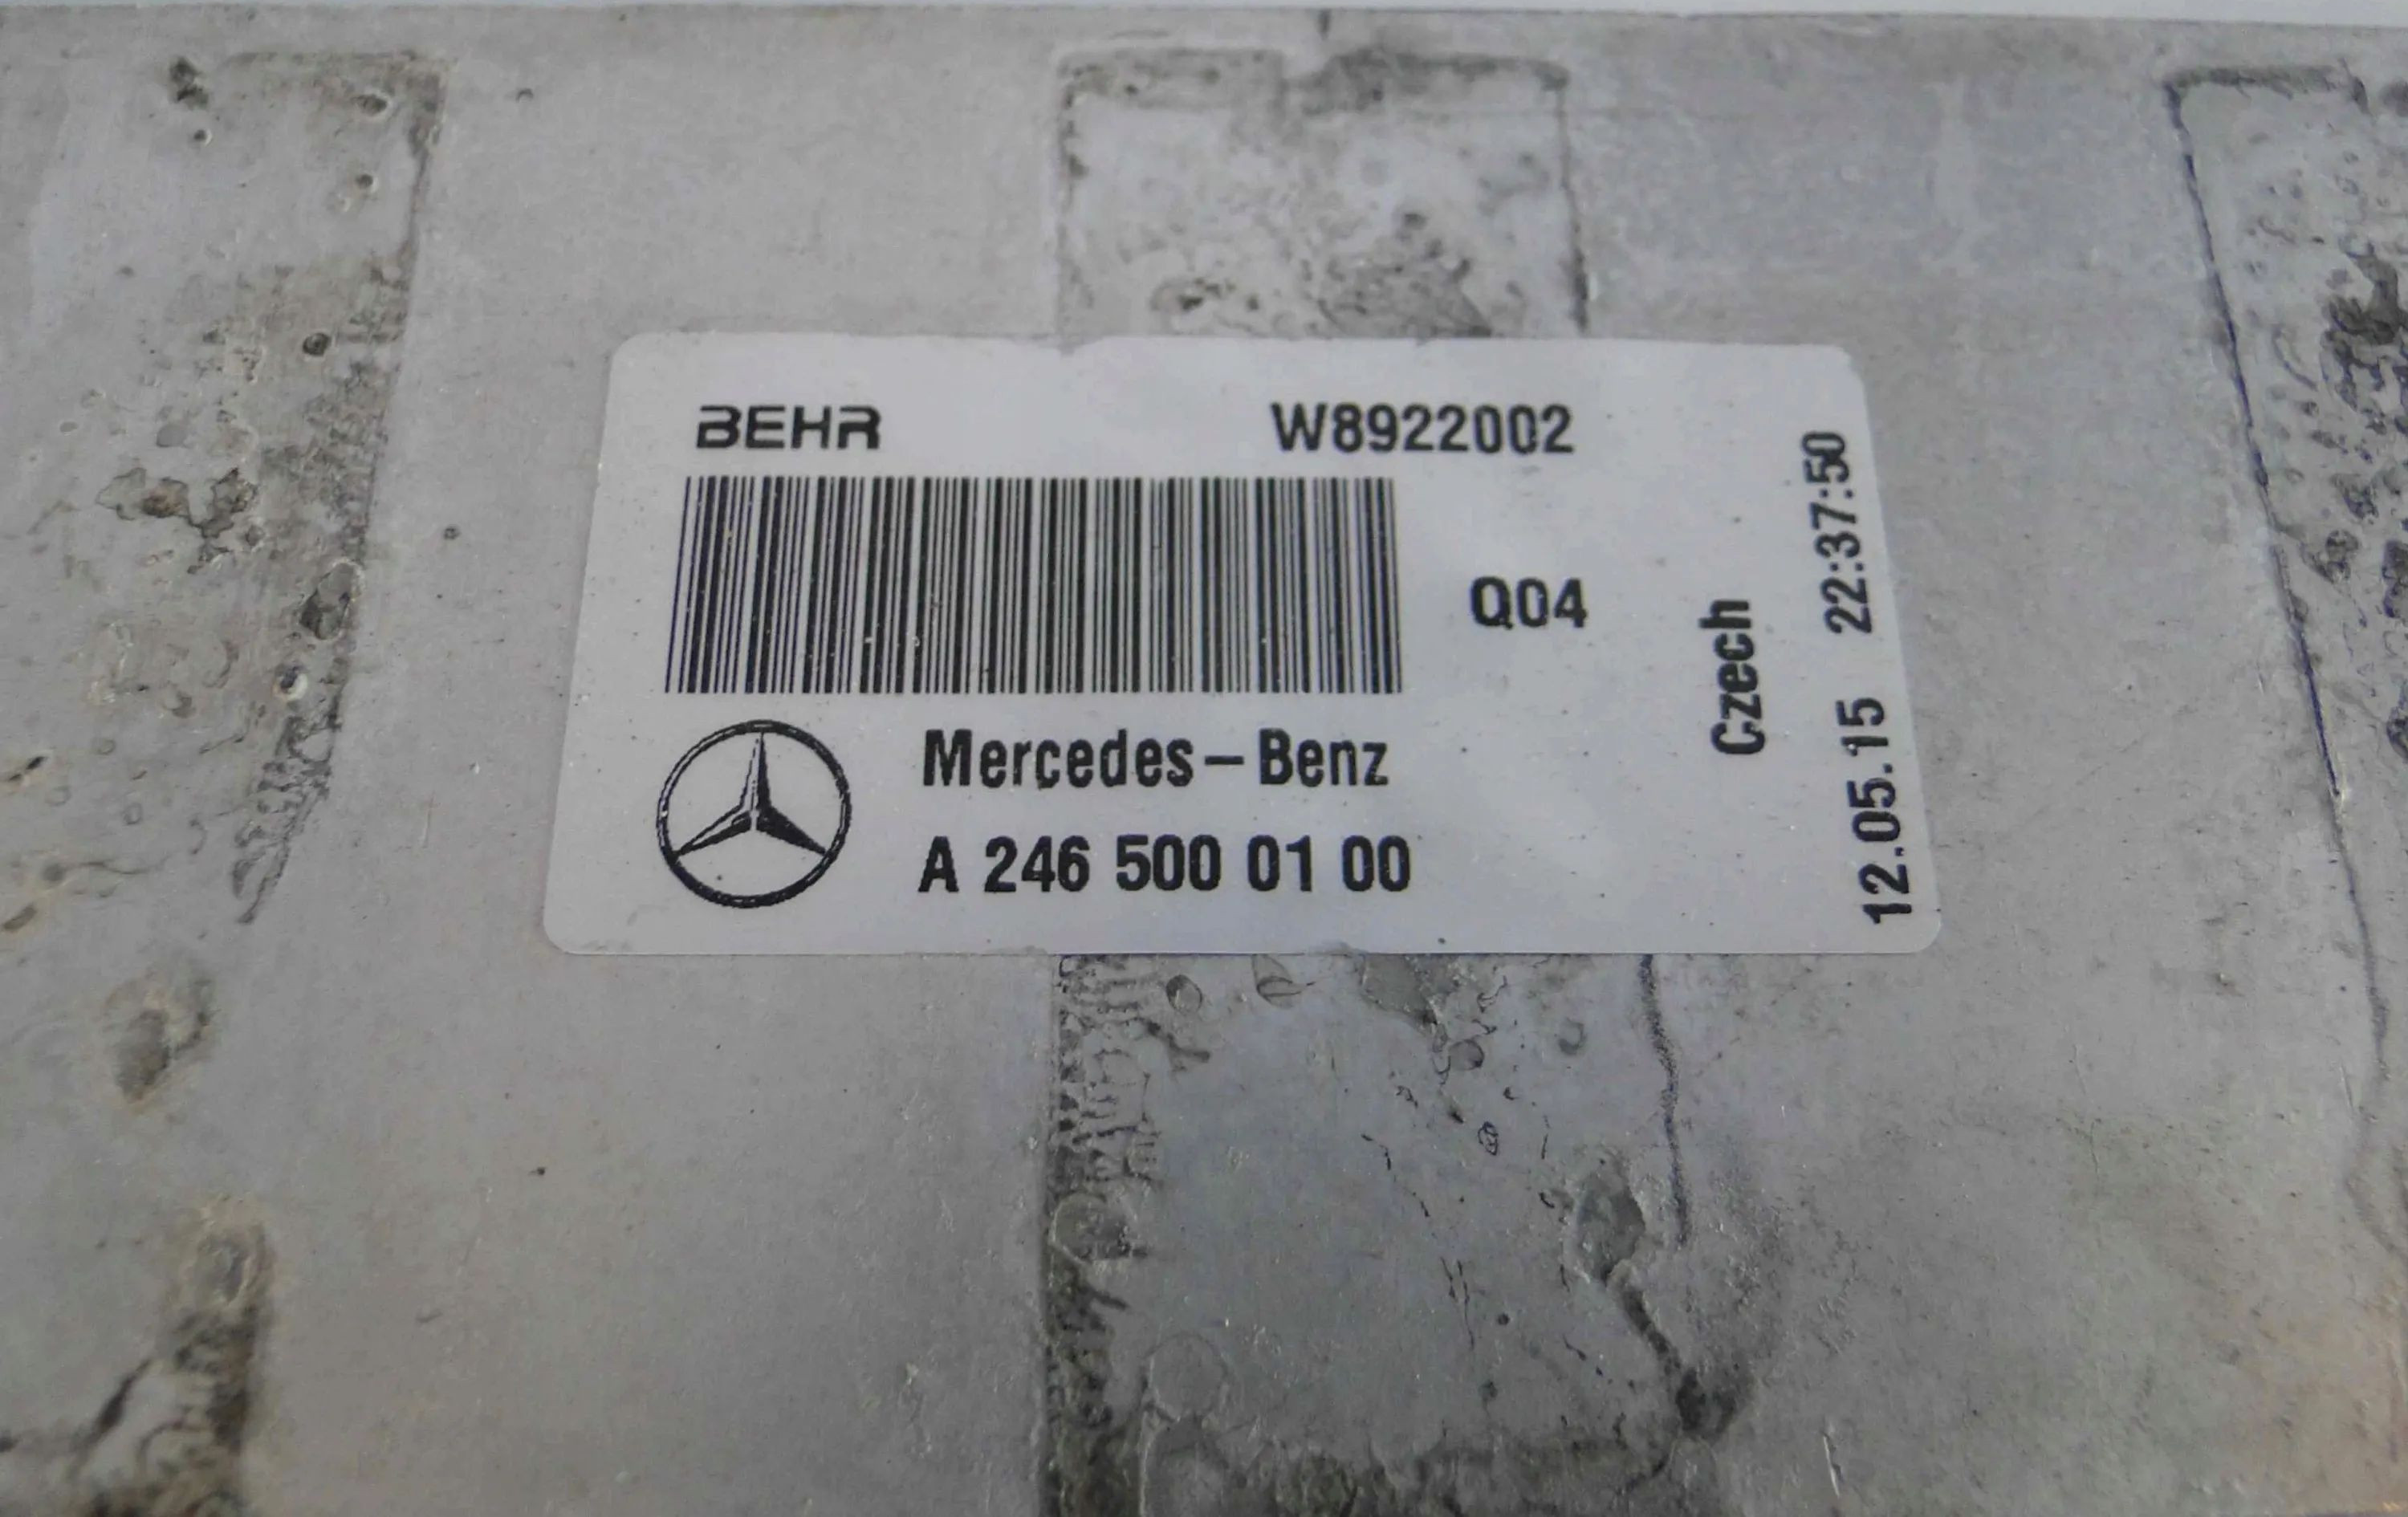 BEHR
W8922002
Q04
Mercedes-Benz
A 246 500 01 00
Czech
12.05.15 22:37:50